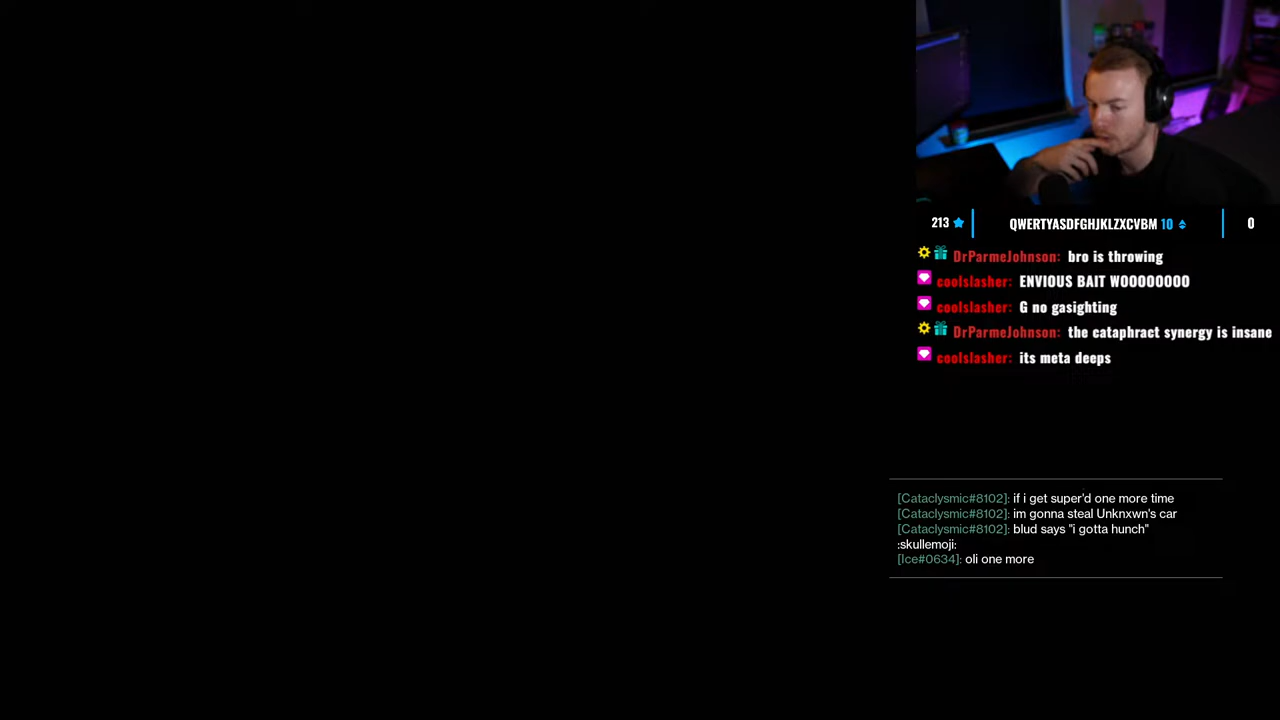 213
QWERTYASDFGHJKLZXCVBM 10
0
DrParmeJohnson: bro is throwing
coolslasher: ENVIOUS BAIT WOOOOOOOO
coolslasher: G no gasighting
DrParmeJohnson: the cataphract synergy is insane
coolslasher: its meta deeps
[Cataclysmic#8102]: if i get super'd one more time
[Cataclysmic#8102]: im gonna steal Unknxwn's car
[Cataclysmic#8102]: blud says "i gotta hunch"
:skullemoji:
[Ice#0634]: oli one more